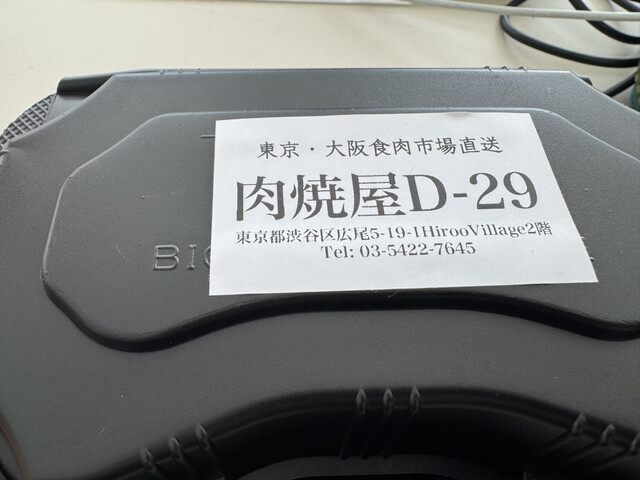 東京・大阪食肉市場直送
肉焼屋D-29
東京都渋谷区広尾5-19-1HirooVillage2階
Tel: 03-5422-7645